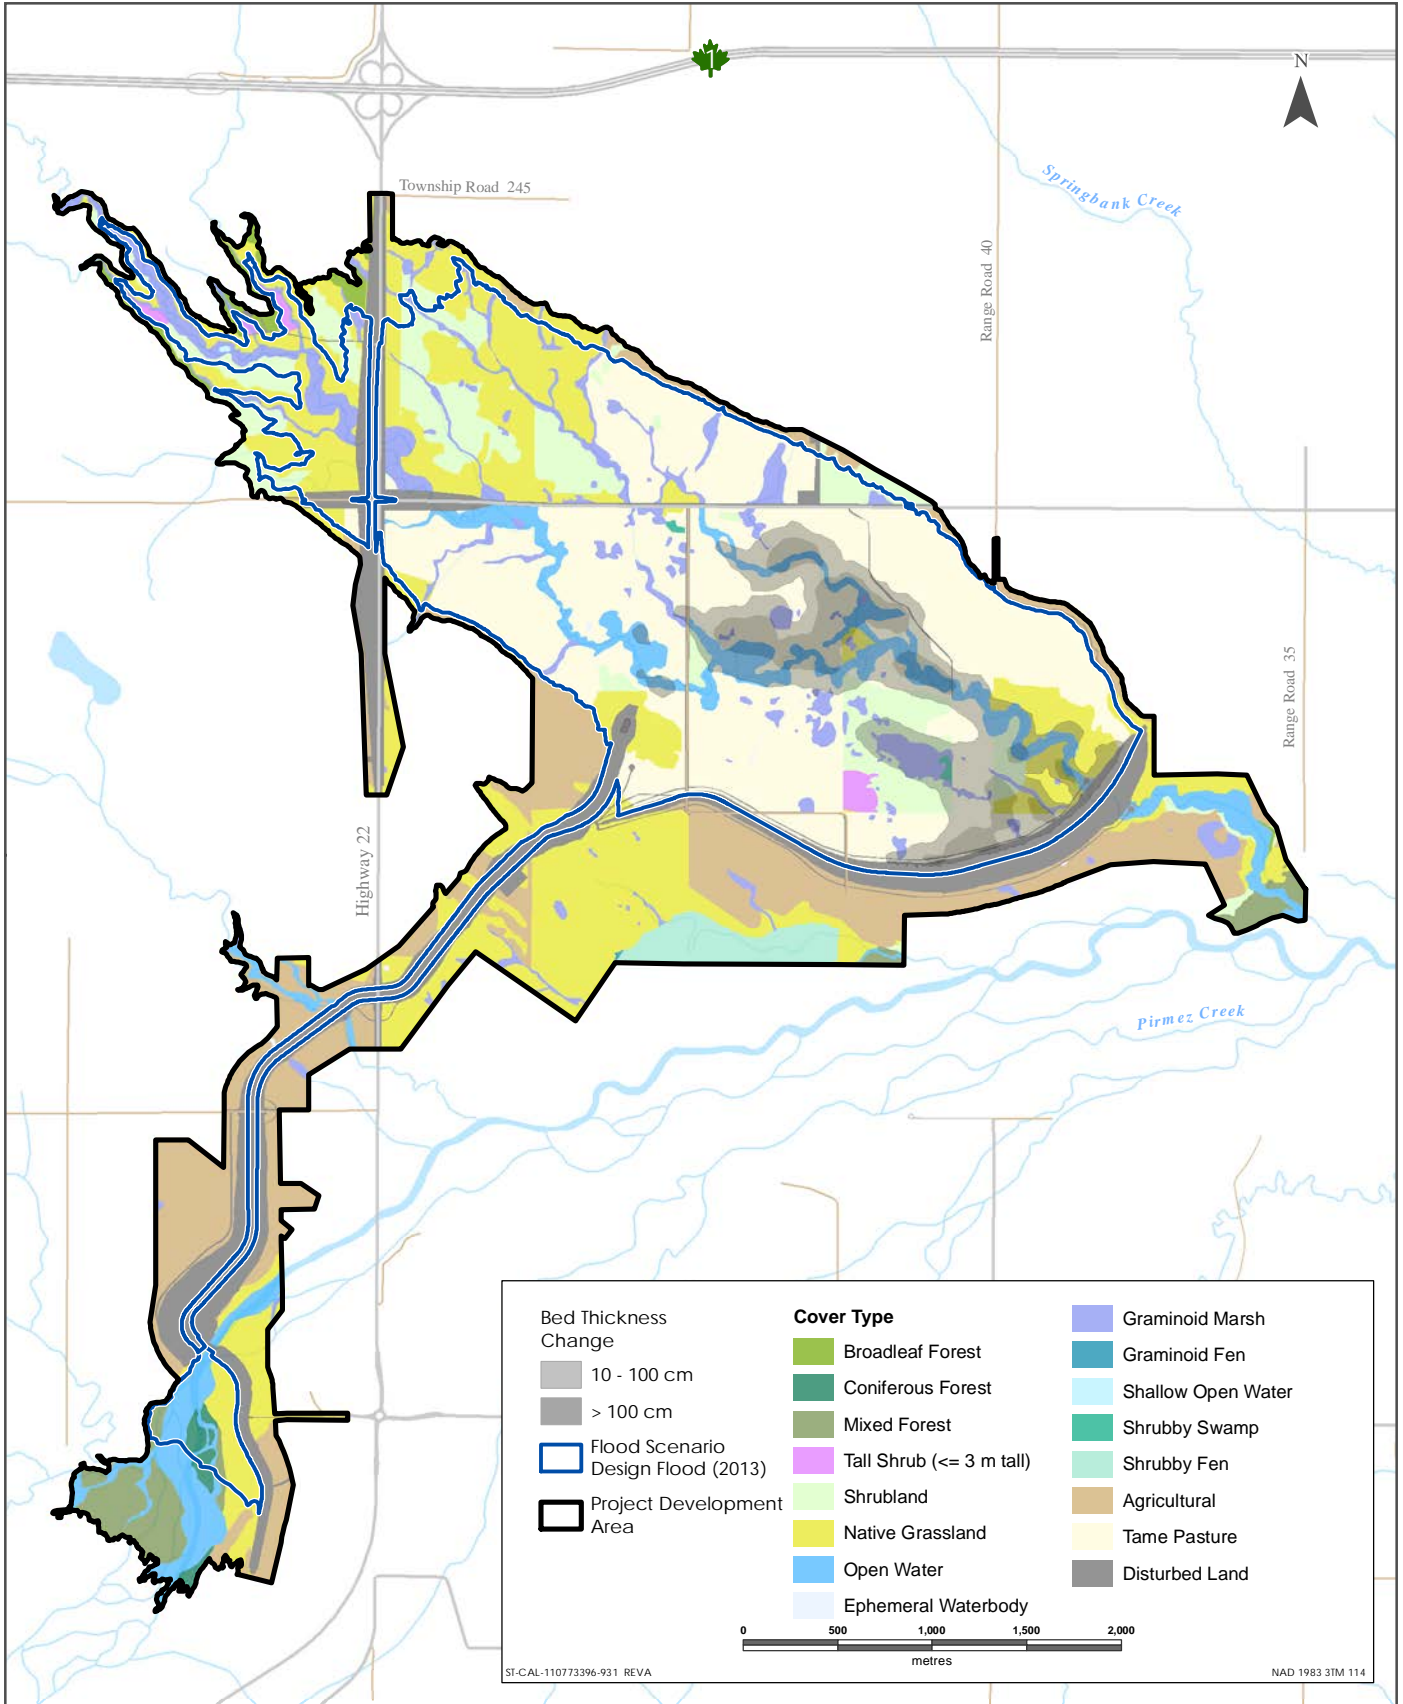 1
N
Township Road 245
Springbank Creek
Range Road 40
Range Road 35
Highway 22
Pirmez Creek
Bed Thickness
Change
10 - 100 cm
> 100 cm
Flood Scenario
Design Flood (2013)
Project Development
Area
Cover Type
Broadleaf Forest
Coniferous Forest
Mixed Forest
Tall Shrub (<= 3 m tall)
Shrubland
Native Grassland
Open Water
Ephemeral Waterbody
Graminoid Marsh
Graminoid Fen
Shallow Open Water
Shrubby Swamp
Shrubby Fen
Agricultural
Tame Pasture
Disturbed Land
0 500 1,000 1,500 2,000
metres
ST-CAL-110773396-931 REVA
NAD 1983 3TM 114